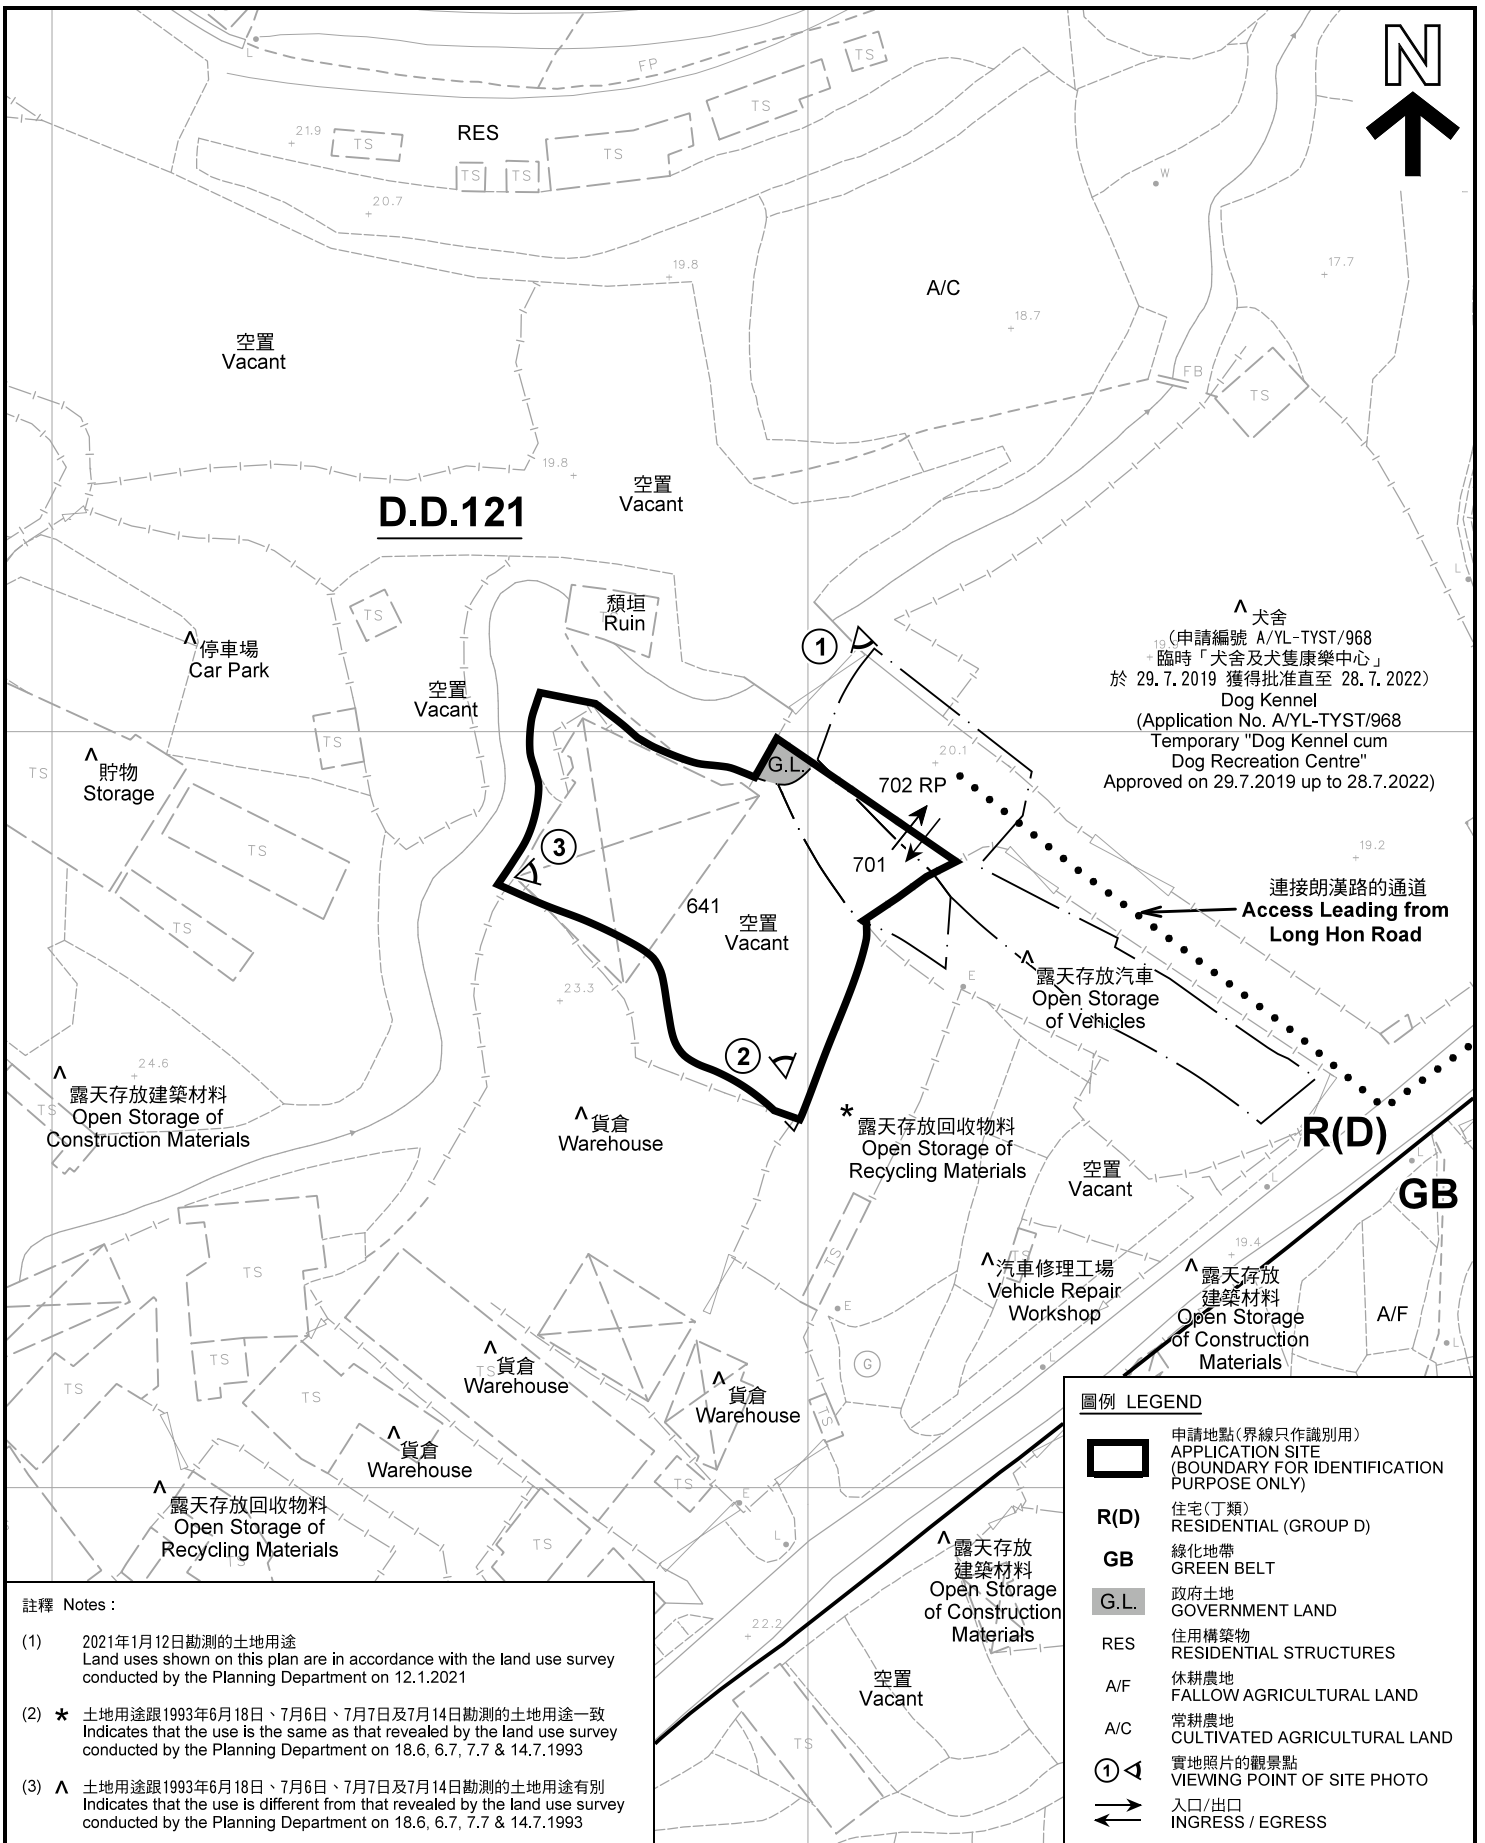 N
FP
TS
TS
21.9
RES
TS
TS
TS
TS
W
20.7
19.8
17.7
A/C
18.7
空置
Vacant
FB
TS
19.8
空置
Vacant
D.D.121
L
L
TS
頹垣
Ruin
^ 停車場
Car Park
空置
Vacant
1
^ 犬舍
(申請編號 A/YL-TYST/968
臨時「犬舍及犬隻康樂中心」
於 29.7.2019 獲得批准直至 28.7.2022)
Dog Kennel
(Application No. A/YL-TYST/968
Temporary "Dog Kennel cum
Dog Recreation Centre"
Approved on 29.7.2019 up to 28.7.2022)
TS
20.1
G.L.
702 RP
TS
^ 貯物
Storage
TS
3
701
19.2
連接朗漢路的通道
Access Leading from
Long Hon Road
641
空置
Vacant
TS
23.3
E
^ 露天存放汽車
Open Storage
of Vehicles
2
24.6
TS
^ 露天存放建築材料
Open Storage of
Construction Materials
^ 貨倉
Warehouse
* 露天存放回收物料
Open Storage of
Recycling Materials
R(D)
空置
Vacant
L
L
GB
TS
TS
19.4
TS
^ 汽車修理工場
Vehicle Repair
Workshop
^ 露天存放
建築材料
Open Storage
of Construction
Materials
A/F
E
G
L
L
TS
TS
TS
TS
^ 貨倉
Warehouse
^ 貨倉
Warehouse
TS
^ 貨倉
Warehouse
TS
E
^ 露天存放回收物料
Open Storage of
Recycling Materials
TS
L
^ 露天存放
建築材料
Open Storage
of Construction
Materials
22.2
空置
Vacant
TS
圖例 LEGEND
申請地點(界線只作識別用)
APPLICATION SITE
(BOUNDARY FOR IDENTIFICATION
PURPOSE ONLY)
R(D) 住宅(丁類)
RESIDENTIAL (GROUP D)
GB 綠化地帶
GREEN BELT
G.L. 政府土地
GOVERNMENT LAND
RES 住用構築物
RESIDENTIAL STRUCTURES
A/F 休耕農地
FALLOW AGRICULTURAL LAND
A/C 常耕農地
CULTIVATED AGRICULTURAL LAND
1 實地照片的觀景點
VIEWING POINT OF SITE PHOTO
入口/出口
INGRESS / EGRESS
註釋 Notes :
(1) 2021年1月12日勘測的土地用途
Land uses shown on this plan are in accordance with the land use survey
conducted by the Planning Department on 12.1.2021
(2) * 土地用途跟1993年6月18日、7月6日、7月7日及7月14日勘測的土地用途一致
Indicates that the use is the same as that revealed by the land use survey
conducted by the Planning Department on 18.6, 6.7, 7.7 & 14.7.1993
(3) ^ 土地用途跟1993年6月18日、7月6日、7月7日及7月14日勘測的土地用途有別
Indicates that the use is different from that revealed by the land use survey
conducted by the Planning Department on 18.6, 6.7, 7.7 & 14.7.1993